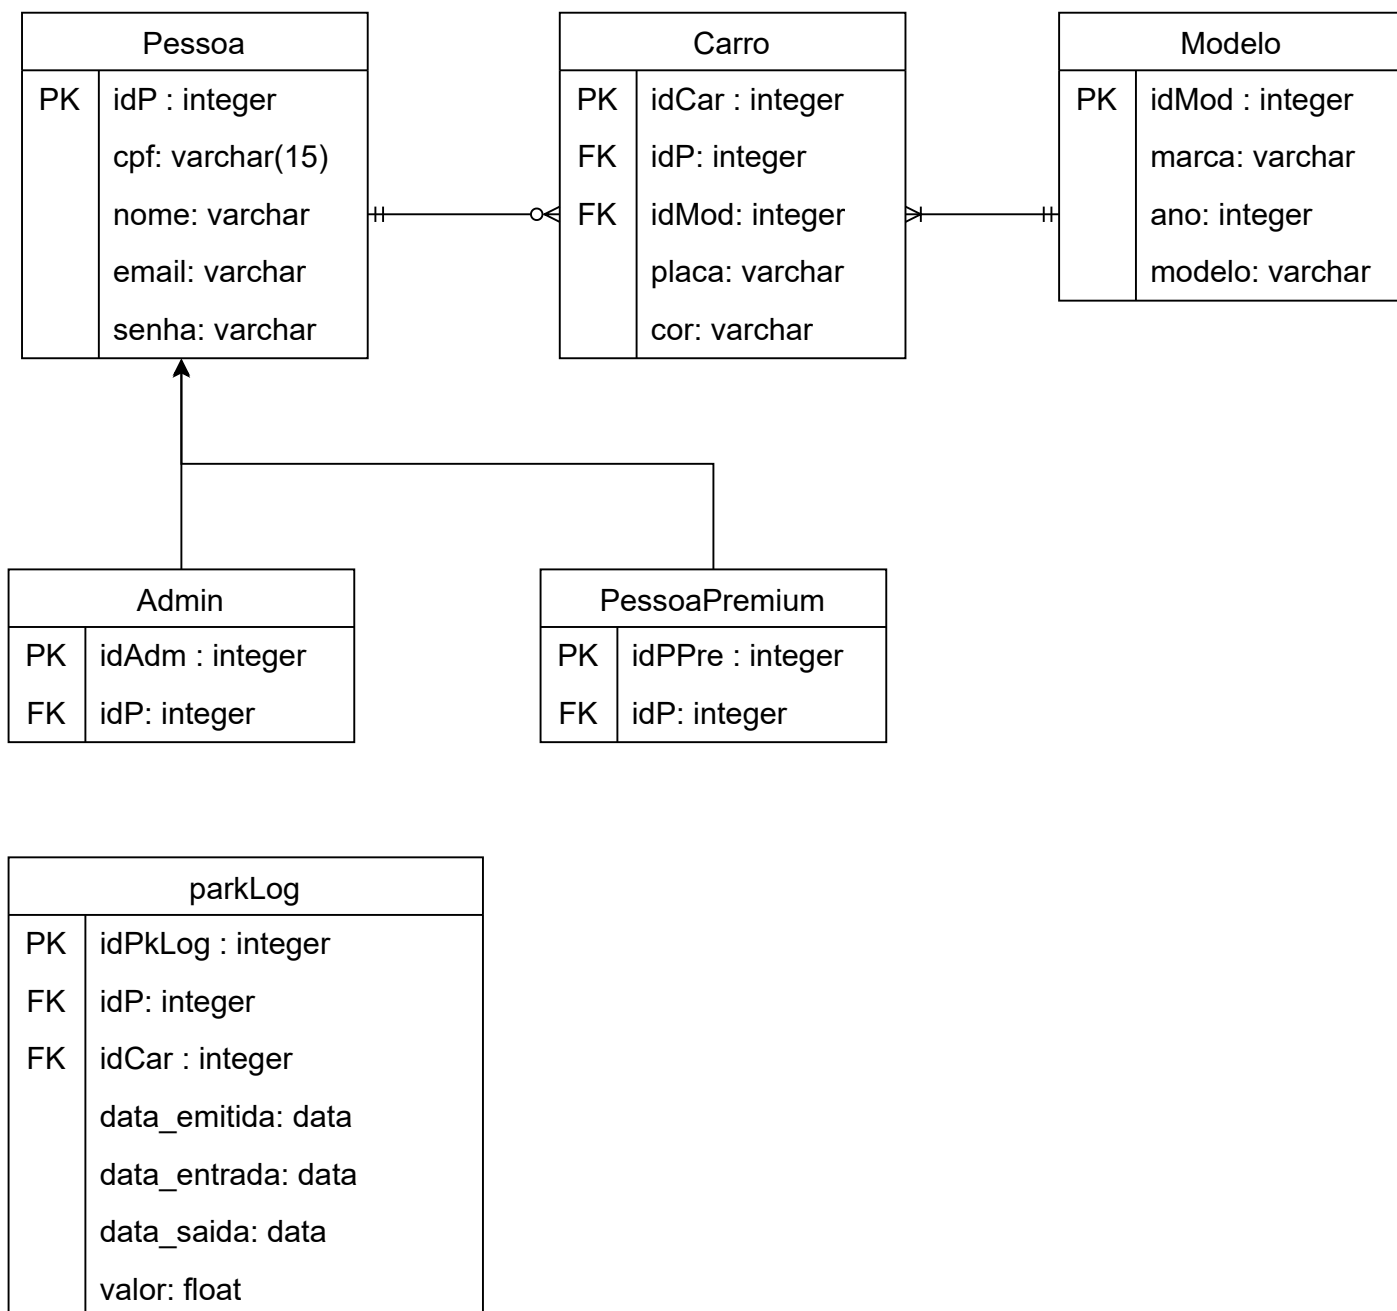 Pessoa
PK idP : integer
cpf: varchar(15)
nome: varchar
email: varchar
senha: varchar
Carro
PK idCar : integer
FK idP: integer
FK idMod: integer
placa: varchar
cor: varchar
Modelo
PK idMod : integer
marca: varchar
ano: integer
modelo: varchar
Admin
PK idAdm : integer
FK idP: integer
PessoaPremium
PK idPPre : integer
FK idP: integer
parkLog
PK idPkLog : integer
FK idP: integer
FK idCar : integer
data_emitida: data
data_entrada: data
data_saida: data
valor: float